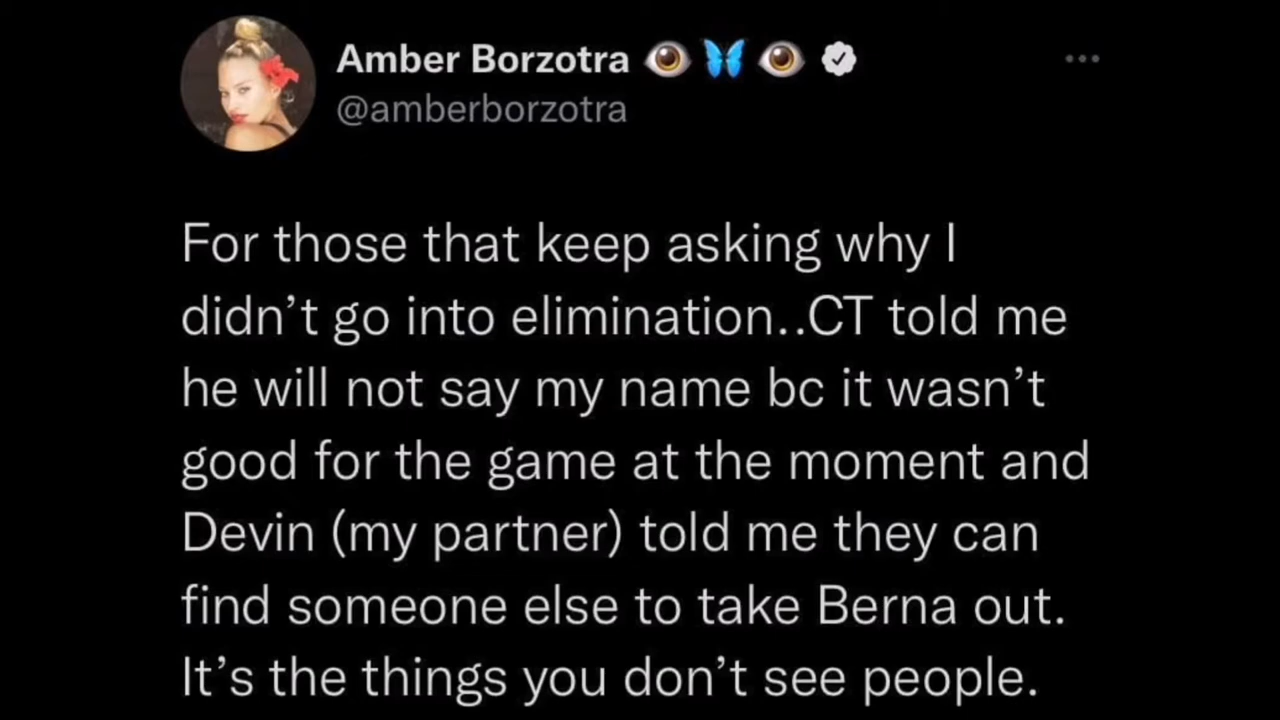 Amber Borzotra 👁️🦋👁️
@amberborzotra
For those that keep asking why I
didn’t go into elimination..CT told me
he will not say my name bc it wasn’t
good for the game at the moment and
Devin (my partner) told me they can
find someone else to take Berna out.
It’s the things you don’t see people.